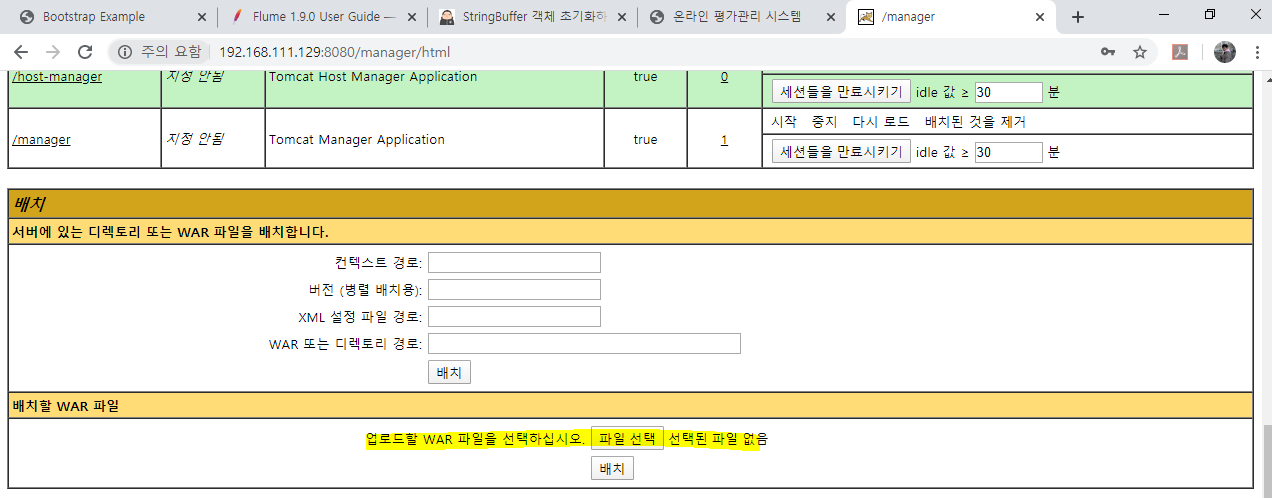 Bootstrap Example
Flume 1.9.0 User Guide —
StringBuffer 객체 초기화하
온라인 평가관리 시스템
/manager
주의 요함 192.168.111.129:8080/manager/html
/host-manager 지정 안됨 Tomcat Host Manager Application true 0
세션들을 만료시키기 idle 값 ≥ 30 분
/manager 지정 안됨 Tomcat Manager Application true 1
시작 중지 다시 로드 배치된 것을 제거
세션들을 만료시키기 idle 값 ≥ 30 분
배치
서버에 있는 디렉토리 또는 WAR 파일을 배치합니다.
컨텍스트 경로:
버전 (병렬 배치용):
XML 설정 파일 경로:
WAR 또는 디렉토리 경로:
배치
배치할 WAR 파일
업로드할 WAR 파일을 선택하십시오. 파일 선택 선택된 파일 없음
배치